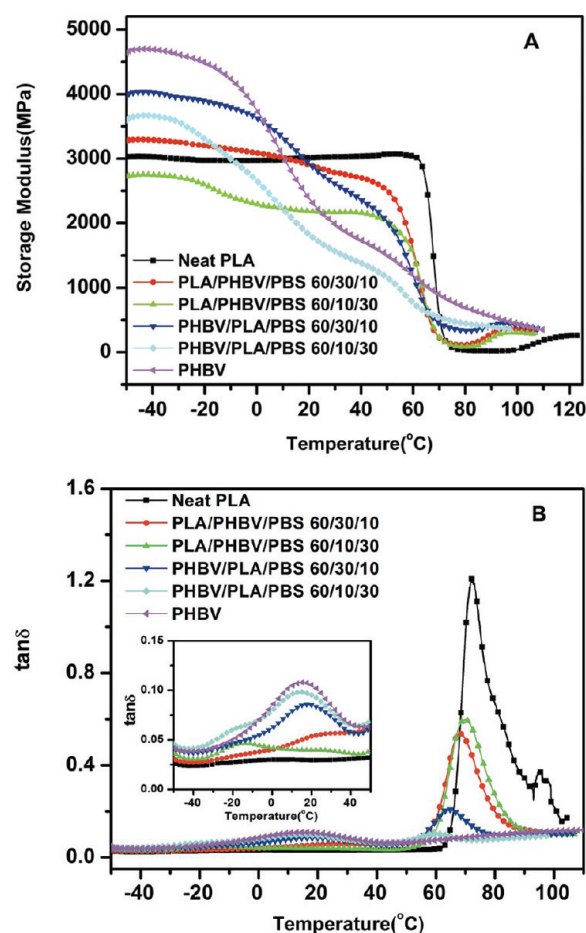 A
5000
4000
3000
2000
1000
0
Storage Modulus(MPa)
Neat PLA
PLA/PHBV/PBS 60/30/10
PLA/PHBV/PBS 60/10/30
PHBV/PLA/PBS 60/30/10
PHBV/PLA/PBS 60/10/30
PHBV
-40 -20 0 20 40 60 80 100 120
Temperature(°C)
B
1.6
1.2
0.8
0.4
0.0
tanδ
Neat PLA
PLA/PHBV/PBS 60/30/10
PLA/PHBV/PBS 60/10/30
PHBV/PLA/PBS 60/30/10
PHBV/PLA/PBS 60/10/30
PHBV
0.15
0.10
0.05
0.00
tanδ
-40 -20 0 20 40
Temperature(°C)
-40 -20 0 20 40 60 80 100
Temperature(°C)